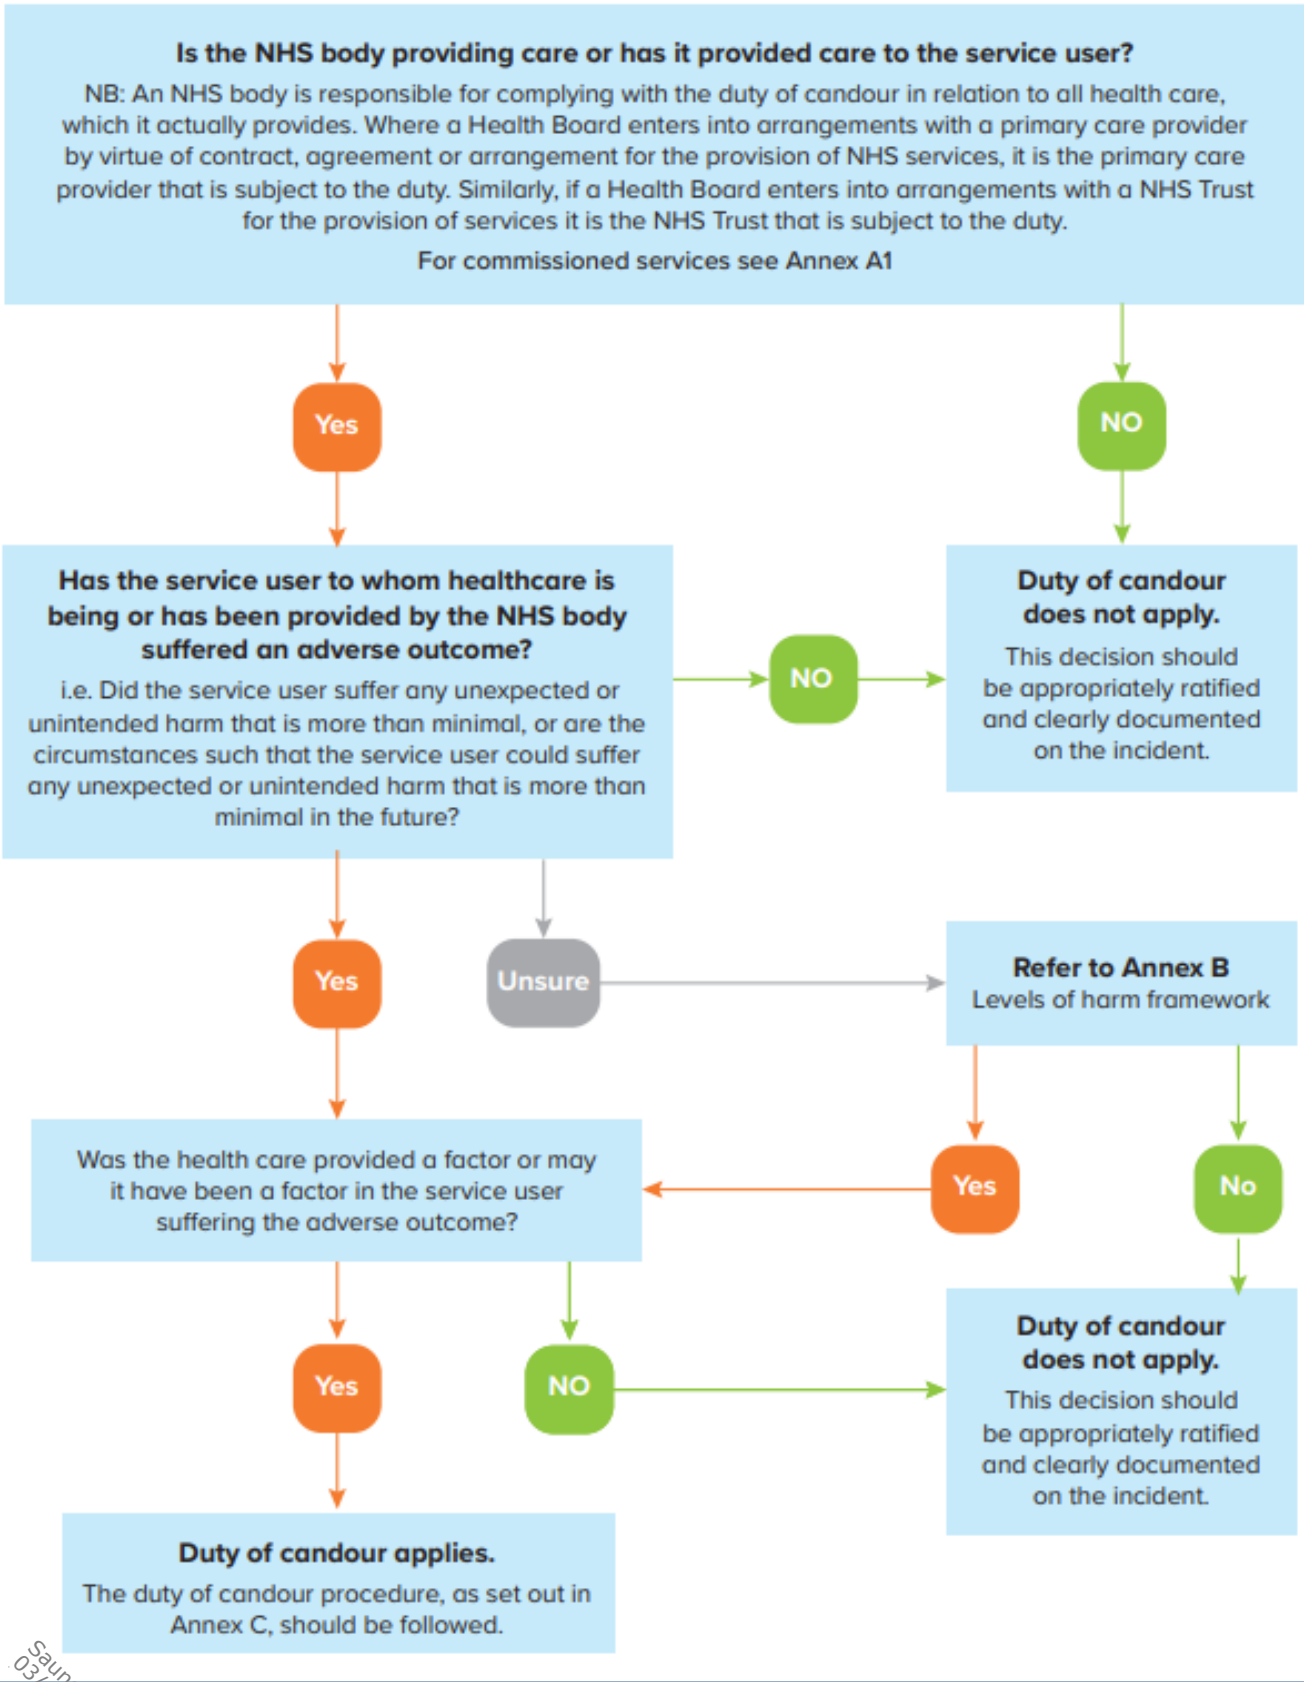 Is the NHS body providing care or has it provided care to the service user?
NB: An NHS body is responsible for complying with the duty of candour in relation to all health care,
which it actually provides. Where a Health Board enters into arrangements with a primary care provider
by virtue of contract, agreement or arrangement for the provision of NHS services, it is the primary care
provider that is subject to the duty. Similarly, if a Health Board enters into arrangements with a NHS Trust
for the provision of services it is the NHS Trust that is subject to the duty.
For commissioned services see Annex A1
Yes
NO
Has the service user to whom healthcare is
being or has been provided by the NHS body
suffered an adverse outcome?
i.e. Did the service user suffer any unexpected or
unintended harm that is more than minimal, or are the
circumstances such that the service user could suffer
any unexpected or unintended harm that is more than
minimal in the future?
NO
Duty of candour
does not apply.
This decision should
be appropriately ratified
and clearly documented
on the incident.
Yes
Unsure
Refer to Annex B
Levels of harm framework
Was the health care provided a factor or may
it have been a factor in the service user
suffering the adverse outcome?
Yes
No
Yes
NO
Duty of candour
does not apply.
This decision should
be appropriately ratified
and clearly documented
on the incident.
Duty of candour applies.
The duty of candour procedure, as set out in
Annex C, should be followed.